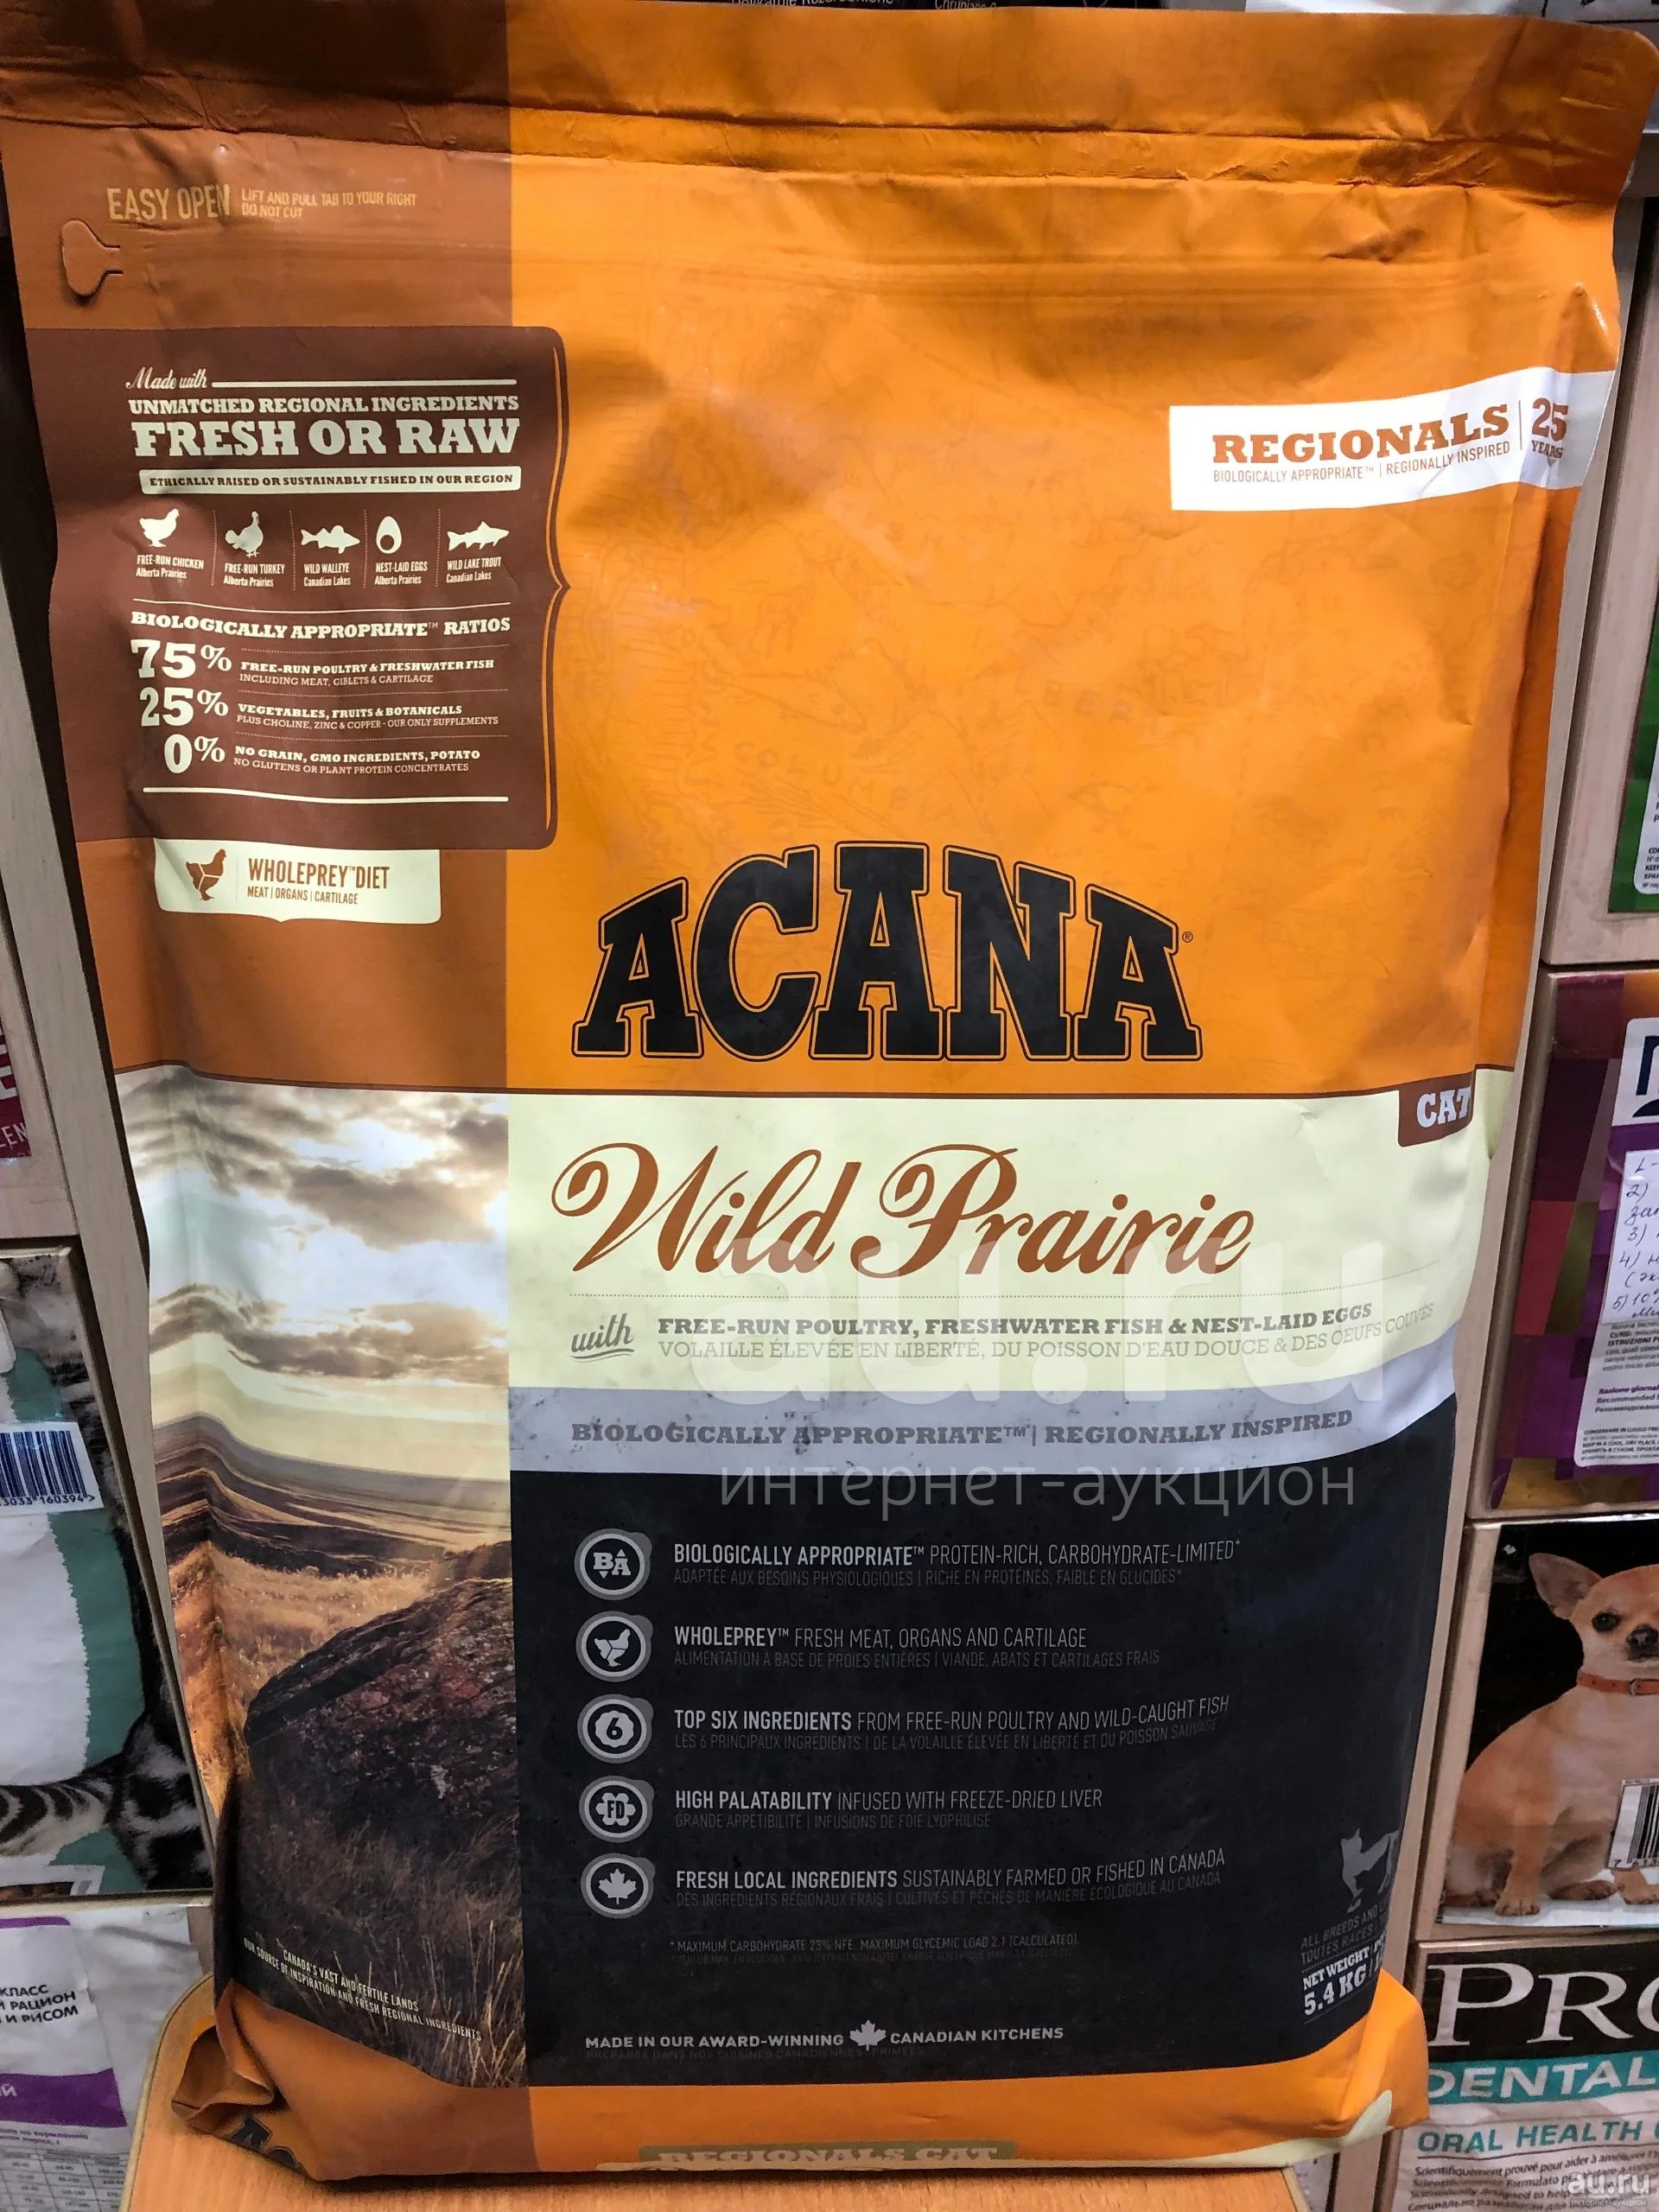 EASY OPEN LIFT AND PULL TAB TO YOUR RIGHT
DO NOT CUT
Made with
UNMATCHED REGIONAL INGREDIENTS
FRESH OR RAW
ETHICALLY RAISED OR SUSTAINABLY FISHED IN OUR REGION
FREE-RUN CHICKEN
Alberta Prairies
FREE-RUN TURKEY
Alberta Prairies
WILD WALLEYE
Canadian Lakes
NEST-LAID EGGS
Alberta Prairies
WILD LAKE TROUT
Canadian Lakes
BIOLOGICALLY APPROPRIATE™ RATIOS
75% FREE-RUN POULTRY & FRESHWATER FISH
INCLUDING MEAT, GIBLETS & CARTILAGE
25% VEGETABLES, FRUITS & BOTANICALS
PLUS CHOLINE, ZINC & COPPER - OUR ONLY SUPPLEMENTS
0% NO GRAIN, GMO INGREDIENTS, POTATO
NO GLUTENS OR PLANT PROTEIN CONCENTRATES
WHOLEPREY™ DIET
MEAT | ORGANS | CARTILAGE
REGIONALS | 25
YEARS
BIOLOGICALLY APPROPRIATE™ | REGIONALLY INSPIRED
COLUMBIA
ACANA®
CAT
Wild Prairie
with FREE-RUN POULTRY, FRESHWATER FISH & NEST-LAID EGGS
VOLAILLE ÉLEVÉE EN LIBERTÉ, DU POISSON D'EAU DOUCE & DES OEUFS COUVÉS
au.ru
BIOLOGICALLY APPROPRIATE™ | REGIONALLY INSPIRED
интернет-аукцион
BA
BIOLOGICALLY APPROPRIATE™ PROTEIN-RICH, CARBOHYDRATE-LIMITED*
ADAPTÉE AUX BESOINS PHYSIOLOGIQUES | RICHE EN PROTÉINES, FAIBLE EN GLUCIDES*
WHOLEPREY™ FRESH MEAT, ORGANS AND CARTILAGE
ALIMENTATION À BASE DE PROIES ENTIÈRES | VIANDE, ABATS ET CARTILAGES FRAIS
6
TOP SIX INGREDIENTS FROM FREE-RUN POULTRY AND WILD-CAUGHT FISH
LES 6 PRINCIPAUX INGRÉDIENTS | DE LA VOLAILLE ÉLEVÉE EN LIBERTÉ ET DU POISSON SAUVAGE
FD
HIGH PALATABILITY INFUSED WITH FREEZE-DRIED LIVER
GRANDE APPÉTIBILITÉ | INFUSIONS DE FOIE LYOPHILISÉ
FRESH LOCAL INGREDIENTS SUSTAINABLY FARMED OR FISHED IN CANADA
DES INGRÉDIENTS RÉGIONAUX FRAIS | CULTIVÉS ET PÊCHÉS DE MANIÈRE ÉCOLOGIQUE AU CANADA
* MAXIMUM CARBOHYDRATE 23% NFE. MAXIMUM GLYCEMIC LOAD 2.1 (CALCULATED).
ALL BREEDS AND
TOUTES RACES
NET WEIGHT
5.4 KG
CANADA'S VAST AND FERTILE LANDS
OUR SOURCE OF INSPIRATION AND FRESH REGIONAL INGREDIENTS
MADE IN OUR AWARD-WINNING CANADIAN KITCHENS
REGIONALS CAT
КЛАСС
РАЦИОН
И РИСОМ
PRO
DENTAL
ORAL HEALTH
au.ru
интернет-аукцион